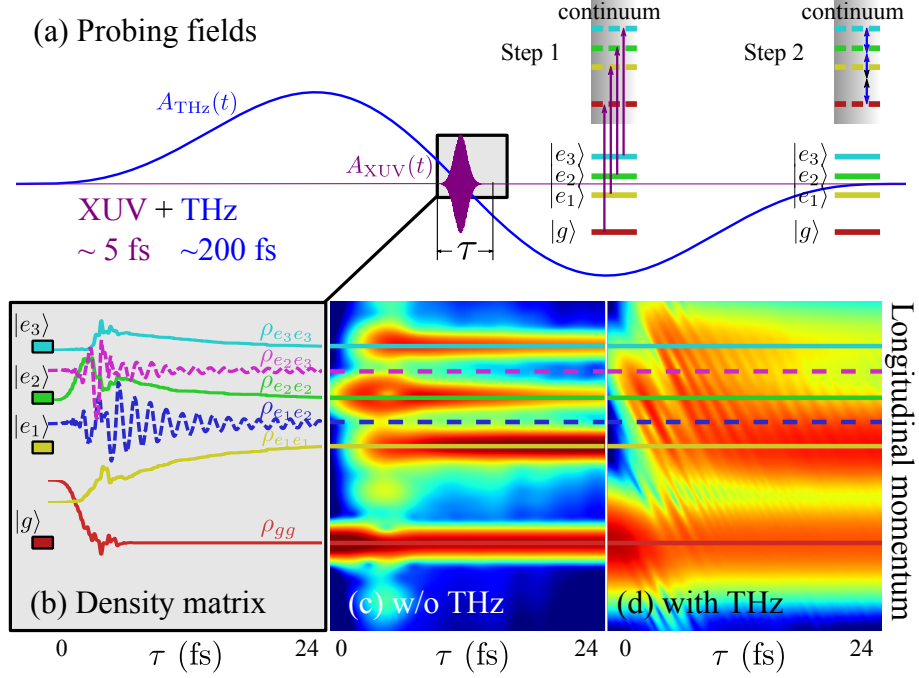 (a) Probing fields
continuum
continuum
Step 1
Step 2
A_THz(t)
A_XUV(t)
|e3⟩
|e2⟩
|e1⟩
|g⟩
|e3⟩
|e2⟩
|e1⟩
|g⟩
XUV + THz
~ 5 fs ~200 fs
τ
|e3⟩
|e2⟩
|e1⟩
|g⟩
ρe3e3
ρe2e3
ρe2e2
ρe1e2
ρe1e1
ρgg
(b) Density matrix
(c) w/o THz
(d) with THz
Longitudinal momentum
0 τ (fs) 24
0 τ (fs) 24
0 τ (fs) 24